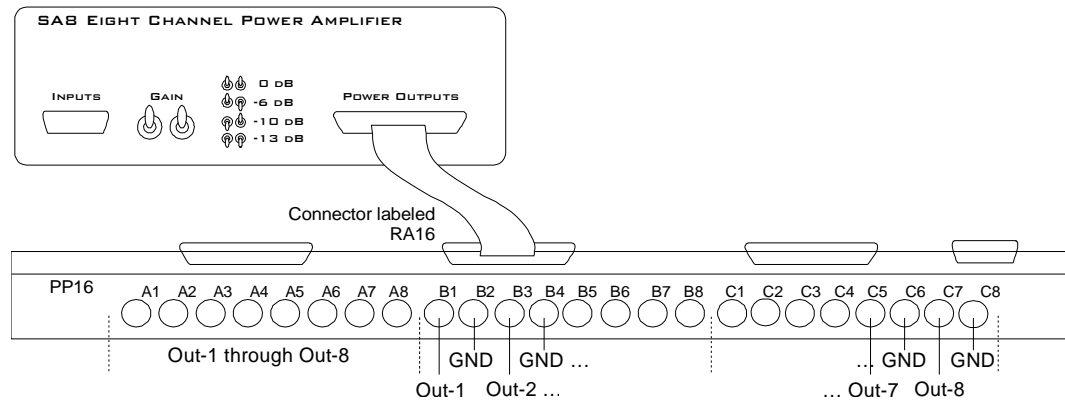 SA8 EIGHT CHANNEL POWER AMPLIFIER
INPUTS
GAIN
0 DB
-6 DB
-10 DB
-13 DB
POWER OUTPUTS
Connector labeled
RA16
PP16
A1 A2 A3 A4 A5 A6 A7 A8 B1 B2 B3 B4 B5 B6 B7 B8 C1 C2 C3 C4 C5 C6 C7 C8
Out-1 through Out-8
GND GND ... ... GND GND
Out-1 Out-2 ... ... Out-7 Out-8